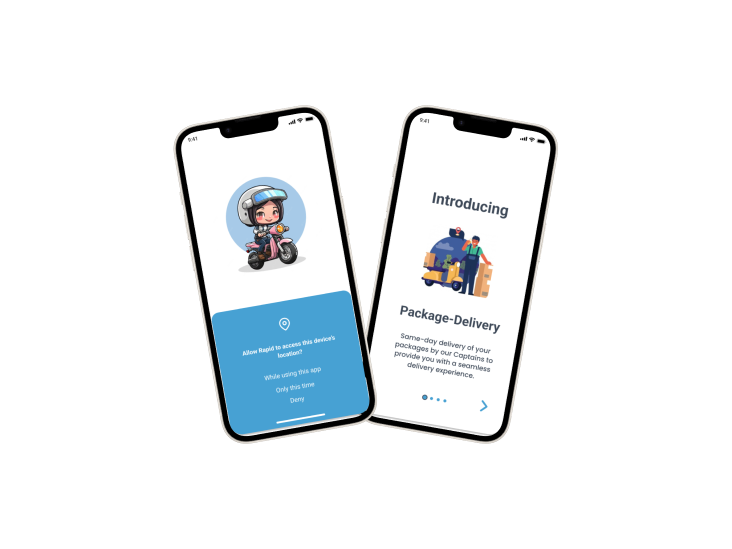 9:41
Allow Rapid to access this device's
location?
While using this app
Only this time
Deny
9:41
Introducing
Package-Delivery
Same-day delivery of your
packages by our Captains to
provide you with a seamless
delivery experience.